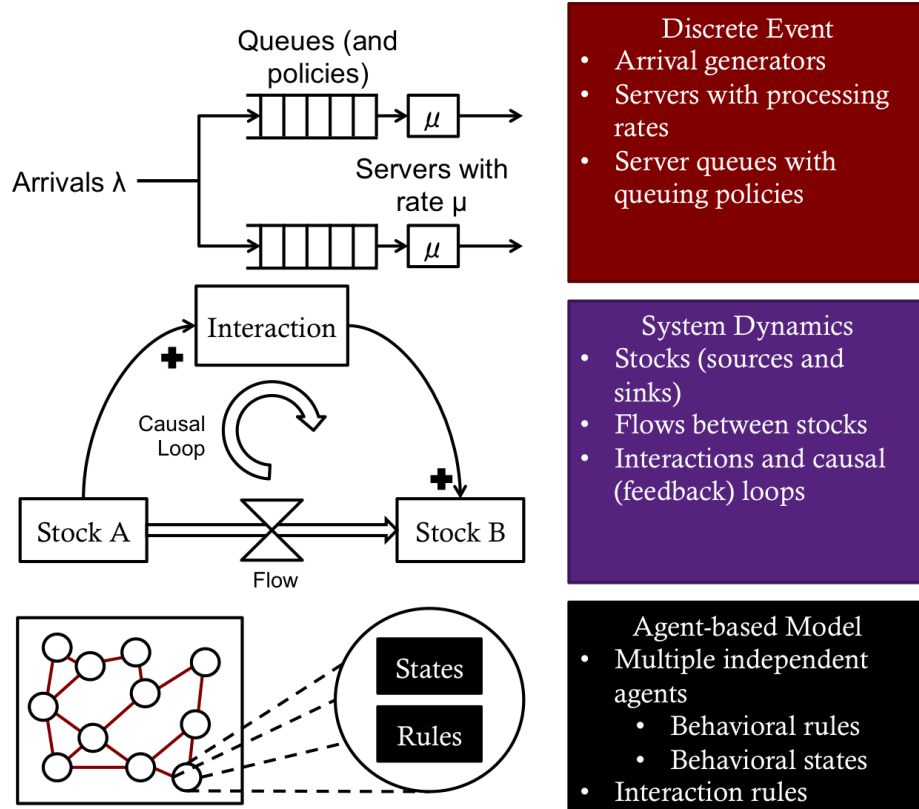 Queues (and
policies)
μ
Arrivals λ
Servers with
rate μ
μ
Discrete Event
• Arrival generators
• Servers with processing
rates
• Server queues with
queuing policies
Interaction
Causal
Loop
Stock A
Stock B
Flow
System Dynamics
• Stocks (sources and
sinks)
• Flows between stocks
• Interactions and causal
(feedback) loops
States
Rules
Agent-based Model
• Multiple independent
agents
• Behavioral rules
• Behavioral states
• Interaction rules